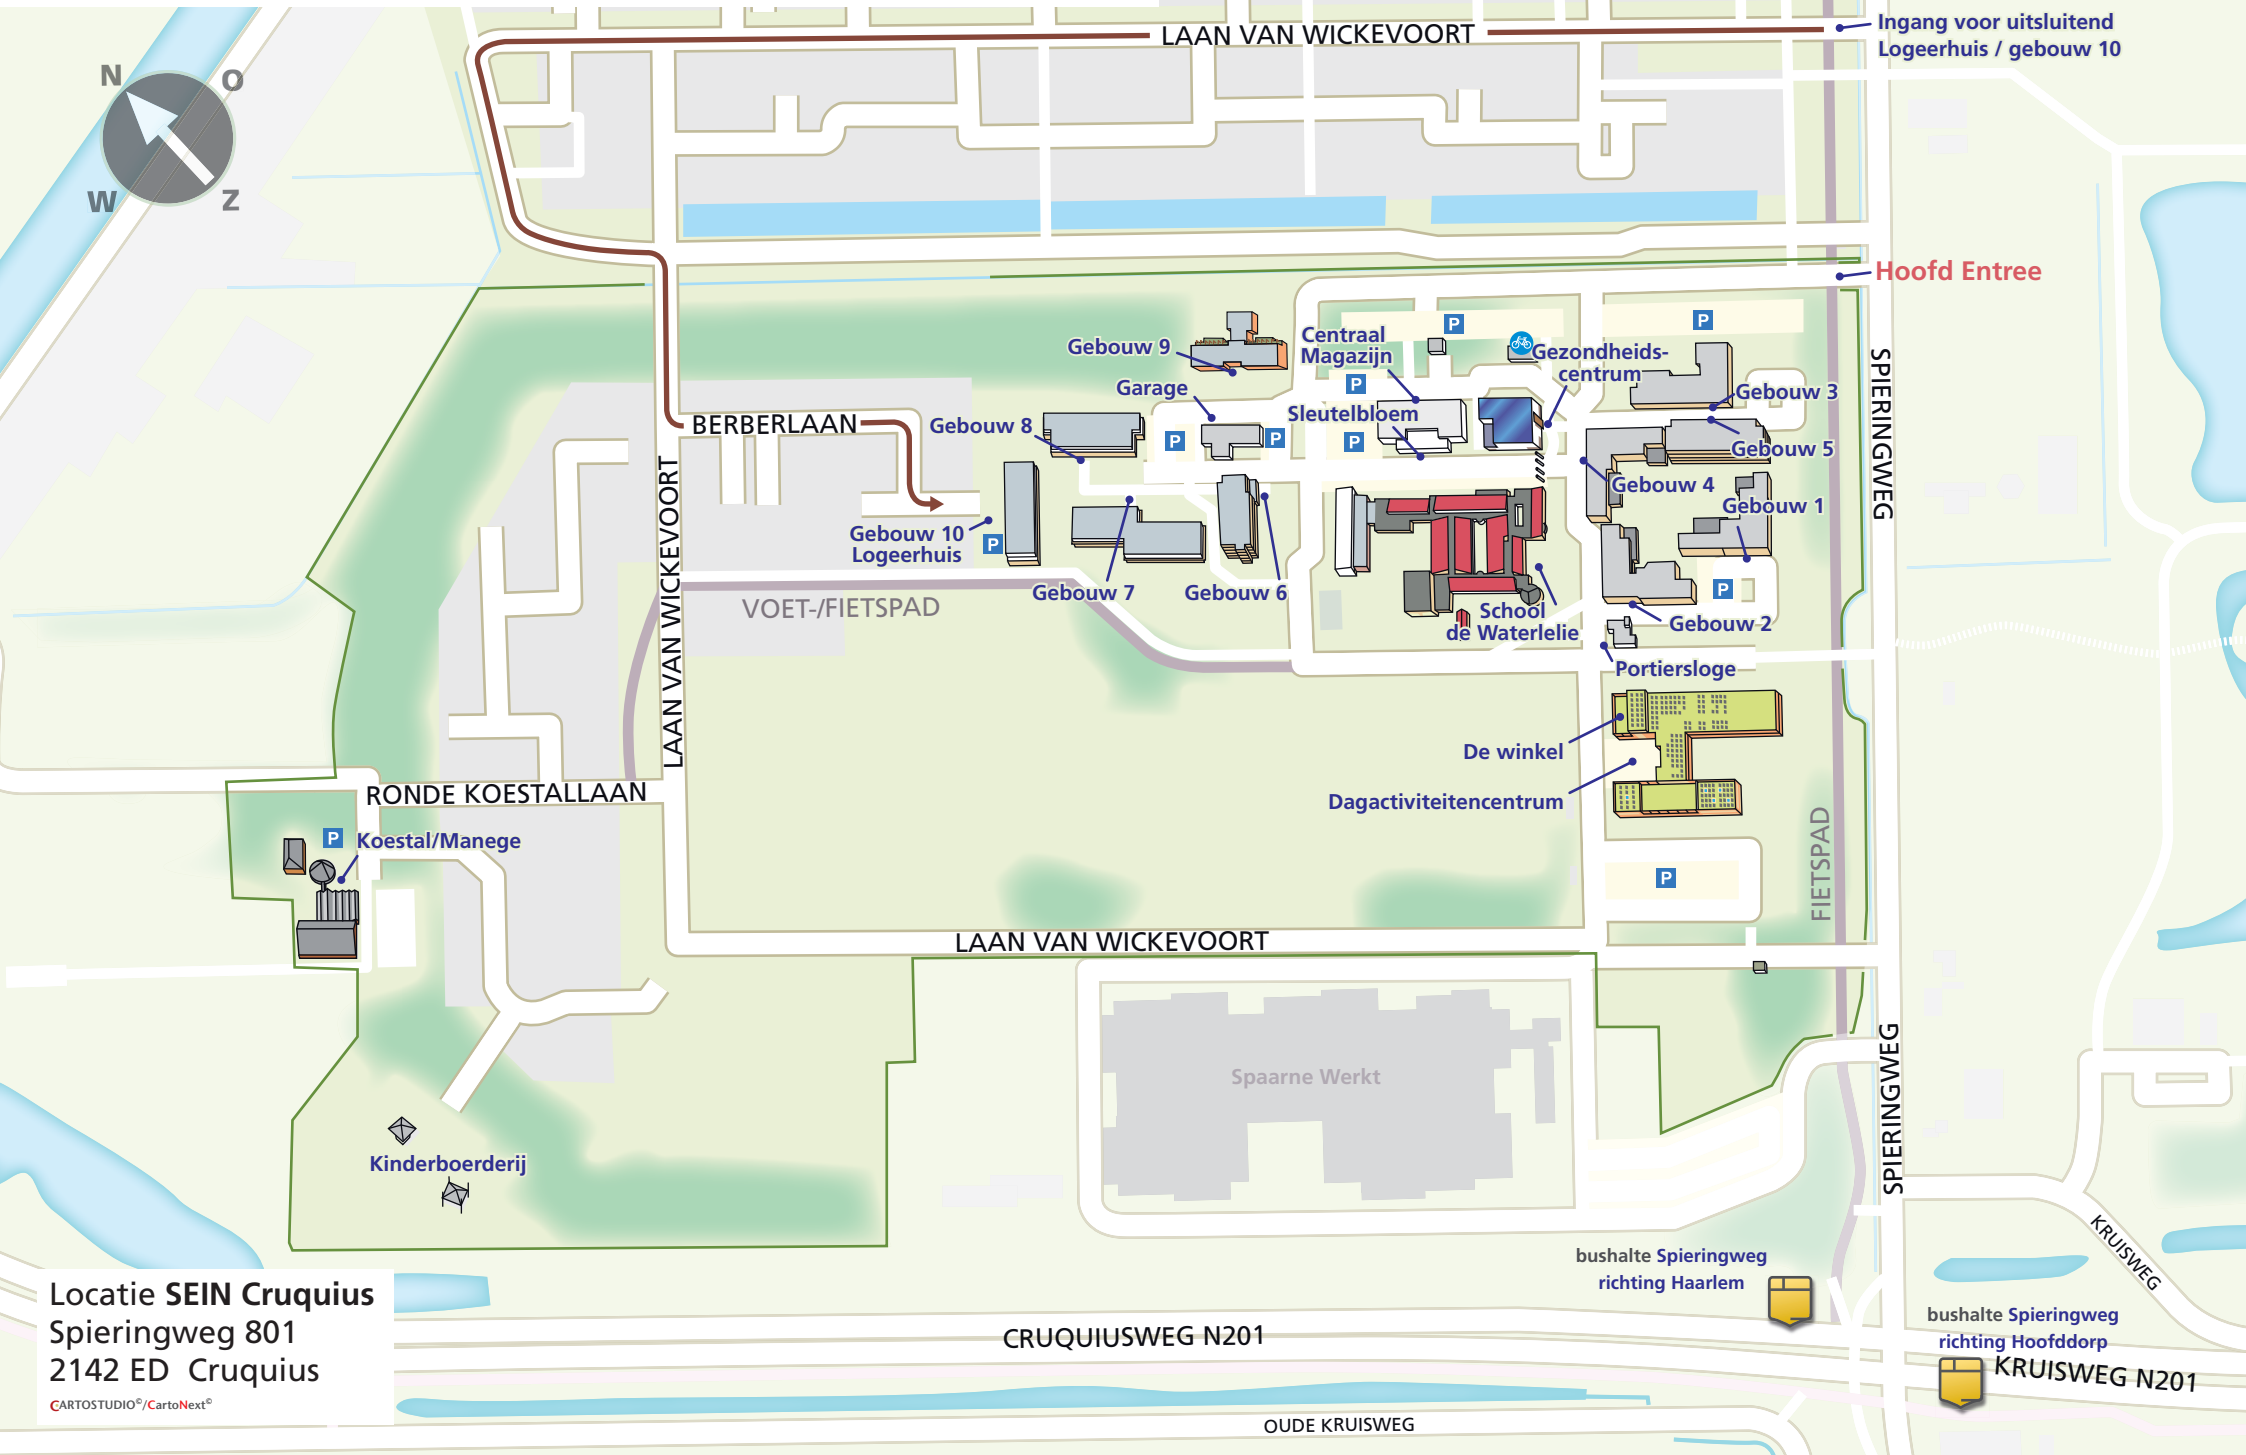 LAAN VAN WICKEVOORT
Ingang voor uitsluitend
Logeerhuis / gebouw 10
N
O
W
Z
Hoofd Entree
P
P
Gebouw 9
Centraal
Magazijn
Gezondheids-
centrum
SPIERINGWEG
Garage
P
Gebouw 3
Sleutelbloem
BERBERLAAN
Gebouw 8
P
P
P
Gebouw 5
Gebouw 4
Gebouw 1
Gebouw 10
Logeerhuis
P
LAAN VAN WICKEVOORT
Gebouw 7
Gebouw 6
P
VOET-/FIETSPAD
School
de Waterlelie
Gebouw 2
Portiersloge
De winkel
RONDE KOESTALLAAN
Dagactiviteitencentrum
P
Koestal/Manege
FIETSPAD
P
LAAN VAN WICKEVOORT
Spaarne Werkt
SPIERINGWEG
Kinderboerderij
KRUISWEG
bushalte Spieringweg
richting Haarlem
Locatie SEIN Cruquius
Spieringweg 801
2142 ED Cruquius
CARTOSTUDIO©/CartoNext©
CRUQUIUSWEG N201
bushalte Spieringweg
richting Hoofddorp
KRUISWEG N201
OUDE KRUISWEG